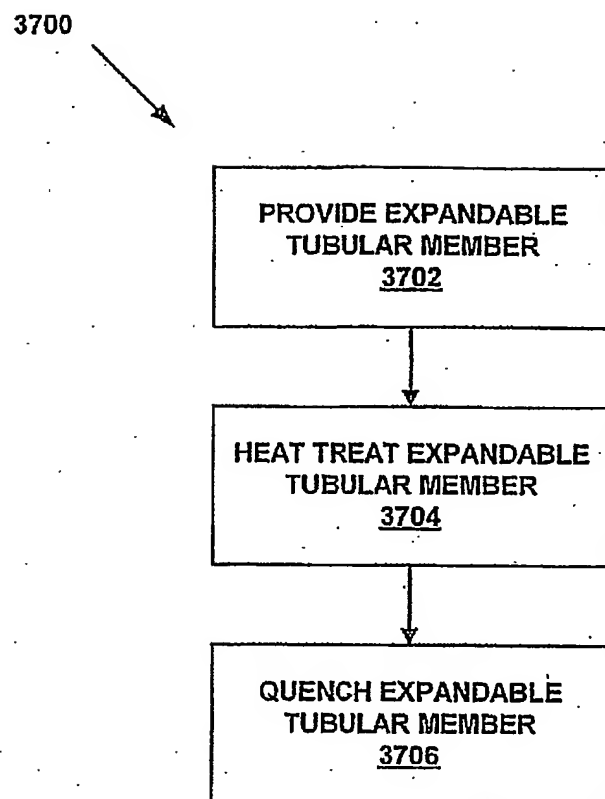 3700
PROVIDE EXPANDABLE
TUBULAR MEMBER
3702
HEAT TREAT EXPANDABLE
TUBULAR MEMBER
3704
QUENCH EXPANDABLE
TUBULAR MEMBER
3706